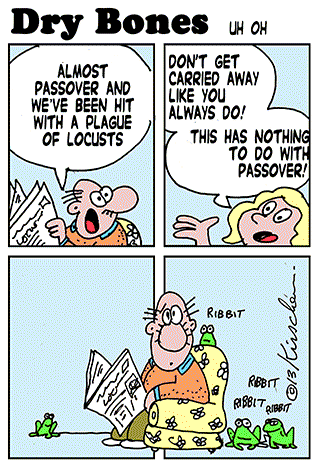 Dry Bones UH OH
ALMOST
PASSOVER AND
WE'VE BEEN HIT
WITH A PLAGUE
OF LOCUSTS
DON'T GET
CARRIED AWAY
LIKE YOU
ALWAYS DO!
THIS HAS NOTHING
TO DO WITH
PASSOVER!
RIBBIT
RIBBIT
RIBBIT
RIBBIT
©'13 Kirschen